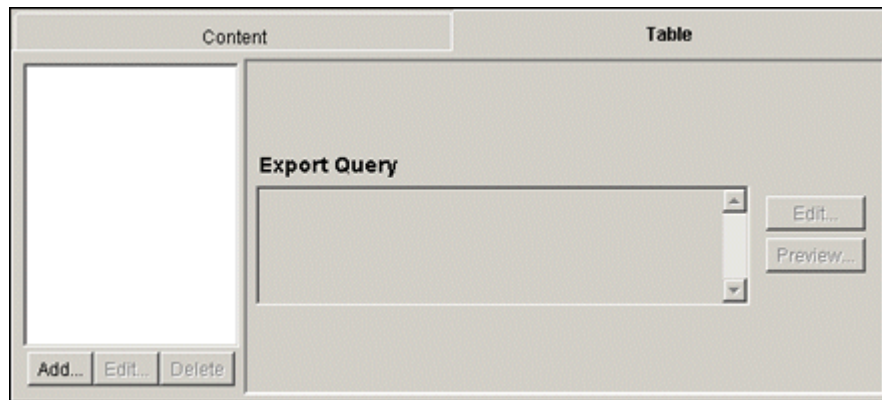 Content
Table
Export Query
Edit...
Preview...
Add...
Edit...
Delete